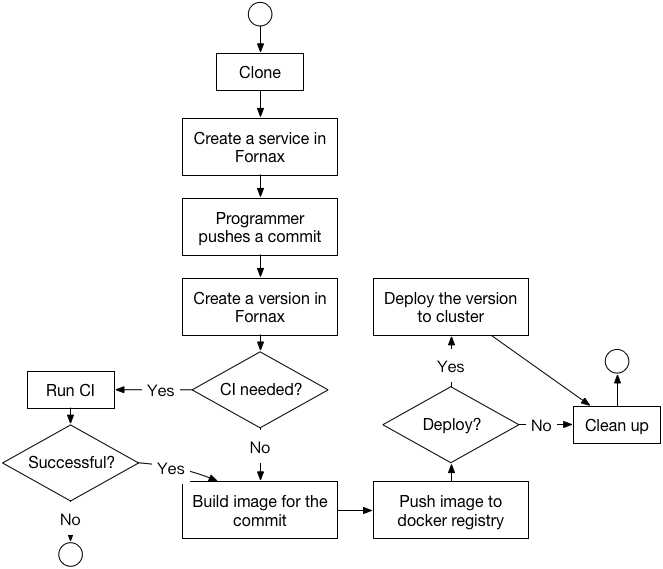 Clone
Create a service in
Fornax
Programmer
pushes a commit
Create a version in
Fornax
CI needed?
Yes
Run CI
Successful?
Yes
No
No
Build image for the
commit
Push image to
docker registry
Deploy?
Yes
Deploy the version
to cluster
No
Clean up